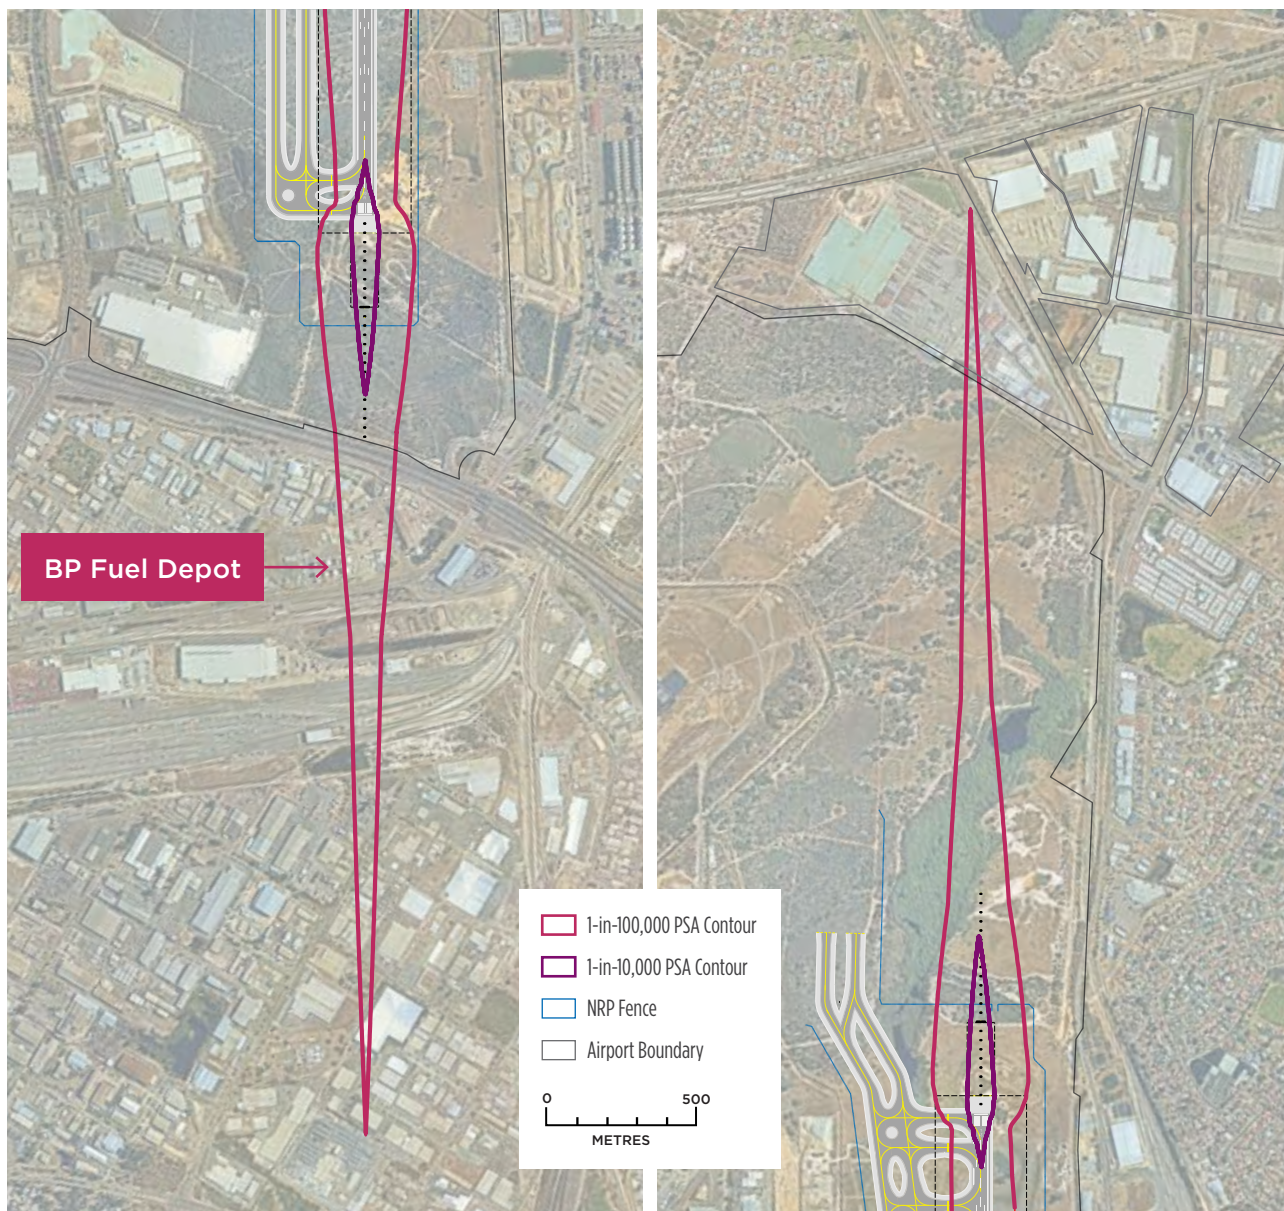 BP Fuel Depot
1-in-100,000 PSA Contour
1-in-10,000 PSA Contour
NRP Fence
Airport Boundary
0 500
METRES